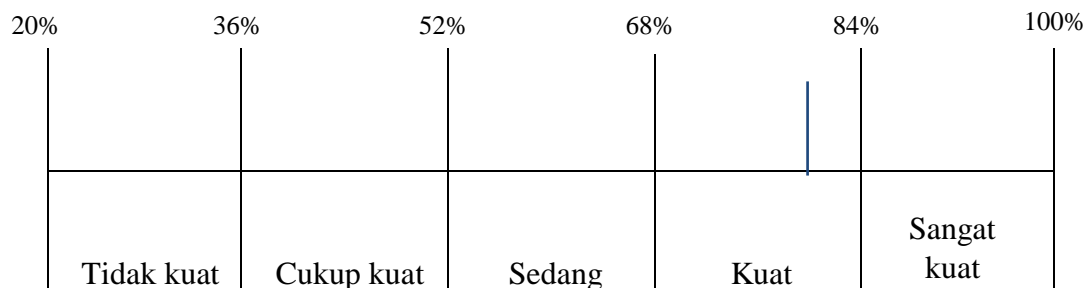 20% 36% 52% 68% 84% 100%
Tidak kuat Cukup kuat Sedang Kuat Sangat
kuat